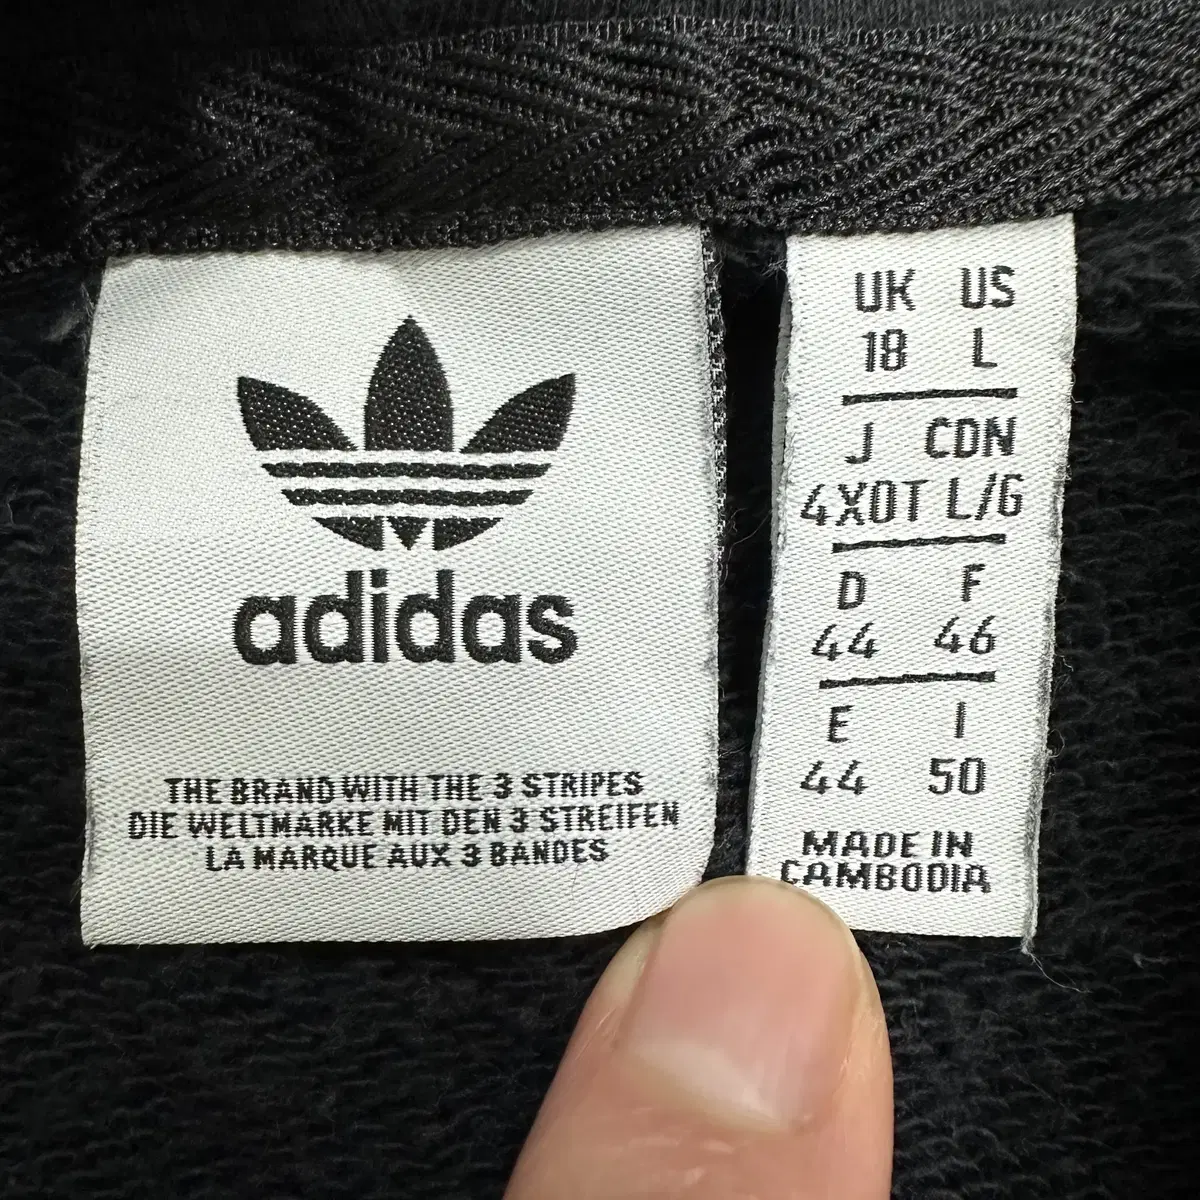 adidas
THE BRAND WITH THE 3 STRIPES
DIE WELTMARKE MIT DEN 3 STREIFEN
LA MARQUE AUX 3 BANDES
UK US
18 L
J CDN
4XOT L/G
D F
44 46
E I
44 50
MADE IN
CAMBODIA